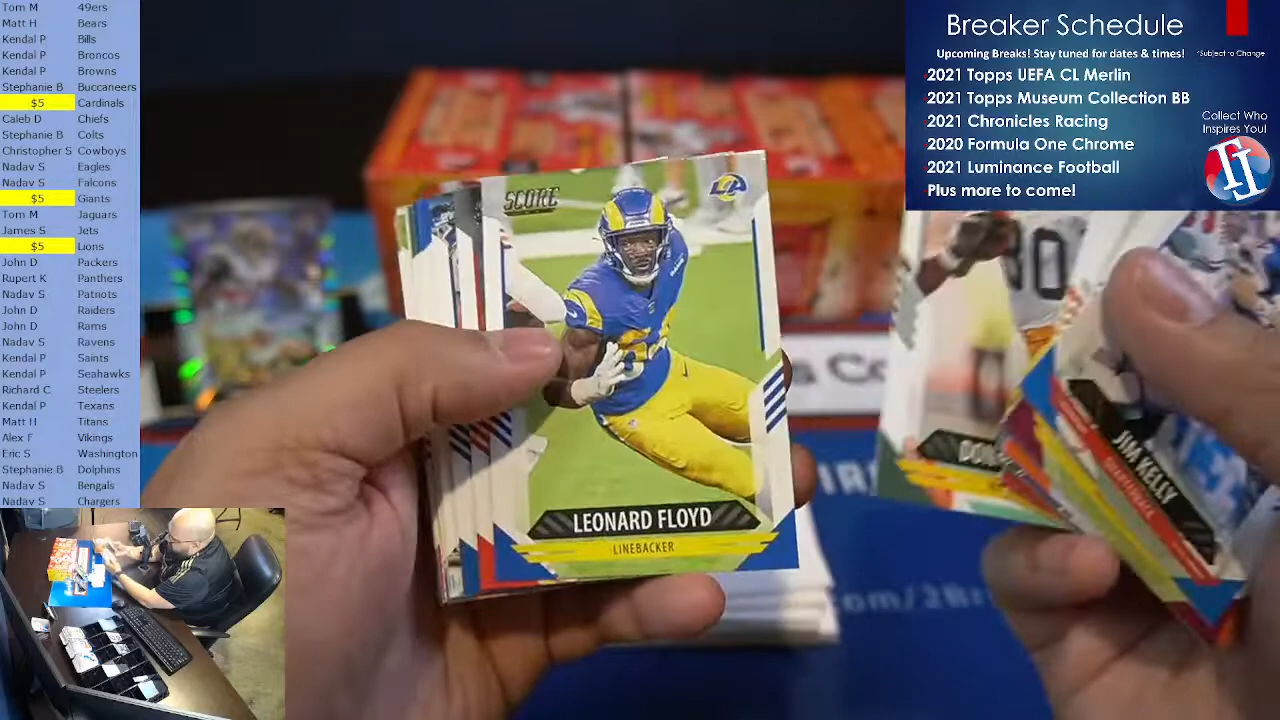 Tom M 49ers
Matt H Bears
Kendal P Bills
Kendal P Broncos
Kendal P Browns
Stephanie B Buccaneers
$5 Cardinals
Caleb D Chiefs
Stephanie B Colts
Christopher S Cowboys
Nadav S Eagles
Nadav S Falcons
$5 Giants
Tom M Jaguars
James S Jets
$5 Lions
John D Packers
Rupert K Panthers
Nadav S Patriots
John D Raiders
John D Rams
Nadav S Ravens
Kendal P Saints
Kendal P Seahawks
Richard C Steelers
Kendal P Texans
Matt H Titans
Alex F Vikings
Eric S Washington
Stephanie B Dolphins
Nadav S Bengals
Nadav S Chargers
Breaker Schedule
Upcoming Breaks! Stay tuned for dates & times!
*Subject to Change
2021 Topps UEFA CL Merlin
2021 Topps Museum Collection BB
2021 Chronicles Racing
2020 Formula One Chrome
2021 Luminance Football
Plus more to come!
Collect Who
Inspires You!
SCORE
LEONARD FLOYD
LINEBACKER
JIM KELLY
QUARTERBACK